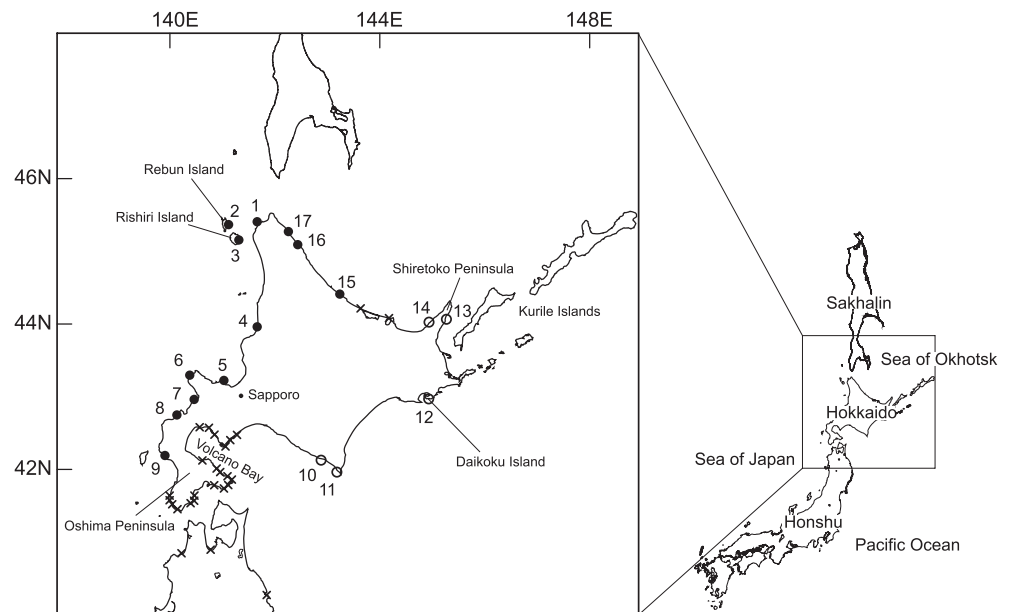 140E 144E 148E
46N
Rebun Island
2
1
Rishiri Island
17
3
16
Shiretoko Peninsula
15
14 13
Kurile Islands
44N
4
6
5
7
Sapporo
8
12
9
Volcano Bay
Daikoku Island
42N
10
11
Oshima Peninsula
Sakhalin
Sea of Okhotsk
Hokkaido
Sea of Japan
Honshu
Pacific Ocean